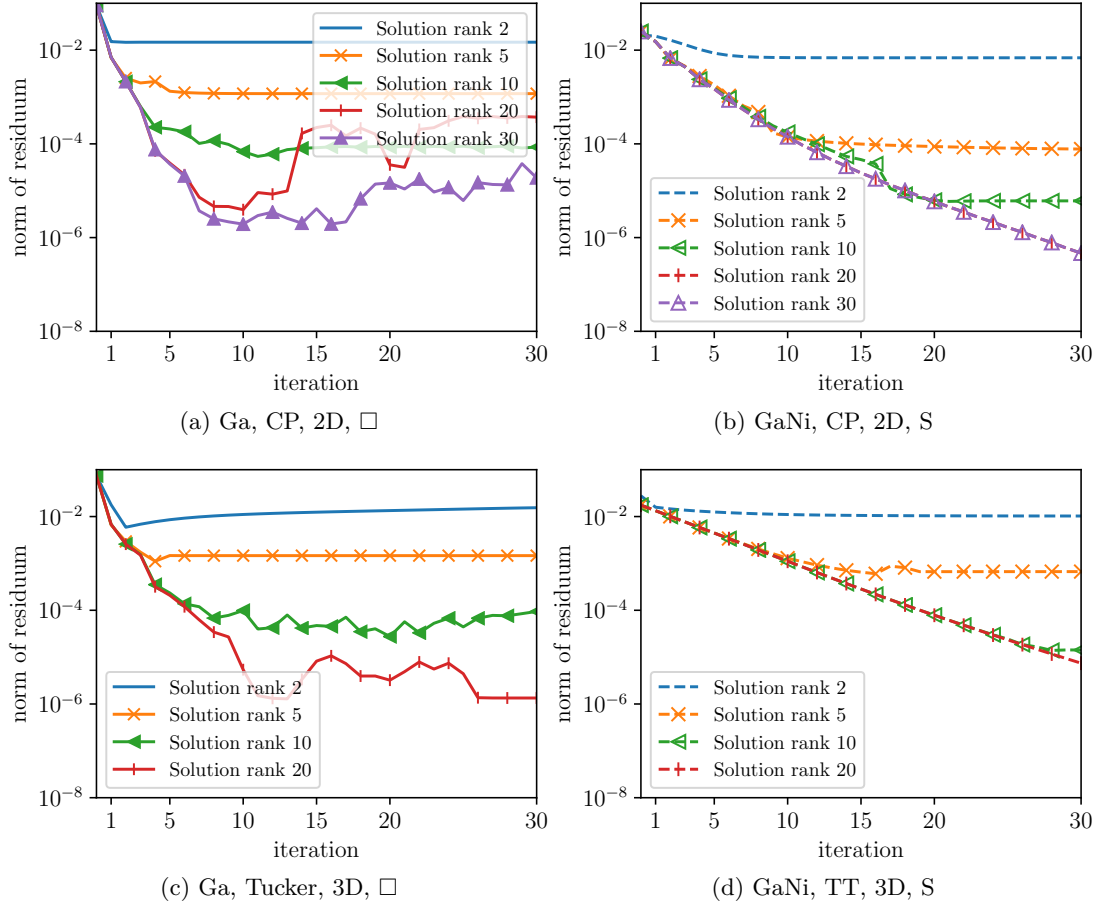 norm of residuum
10⁻²
10⁻⁴
10⁻⁶
10⁻⁸
Solution rank 2
Solution rank 5
Solution rank 10
Solution rank 20
Solution rank 30
1 5 10 15 20 30
iteration
(a) Ga, CP, 2D, □
norm of residuum
10⁻²
10⁻⁴
10⁻⁶
10⁻⁸
Solution rank 2
Solution rank 5
Solution rank 10
Solution rank 20
Solution rank 30
1 5 10 15 20 30
iteration
(b) GaNi, CP, 2D, S
norm of residuum
10⁻²
10⁻⁴
10⁻⁶
10⁻⁸
Solution rank 2
Solution rank 5
Solution rank 10
Solution rank 20
1 5 10 15 20 30
iteration
(c) Ga, Tucker, 3D, □
norm of residuum
10⁻²
10⁻⁴
10⁻⁶
10⁻⁸
Solution rank 2
Solution rank 5
Solution rank 10
Solution rank 20
1 5 10 15 20 30
iteration
(d) GaNi, TT, 3D, S